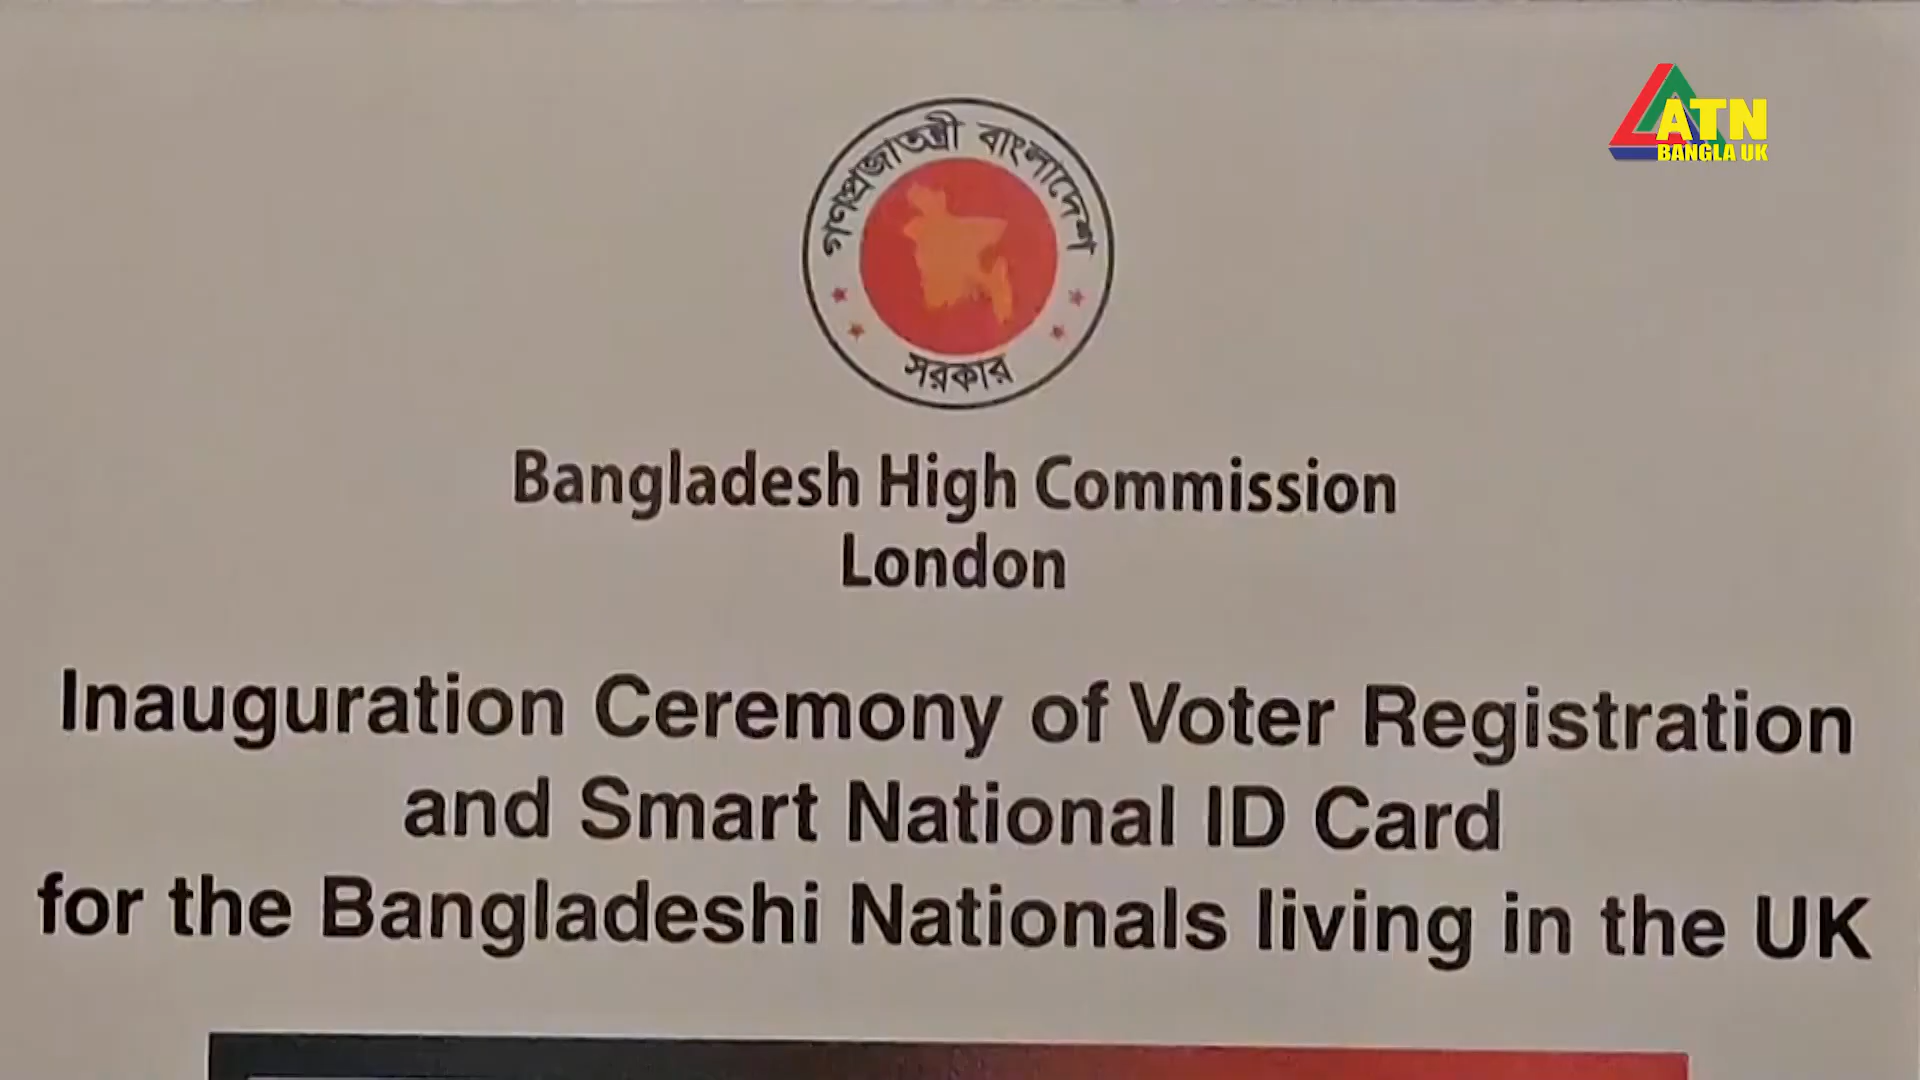 গণপ্রজাতন্ত্রী বাংলাদেশ
সরকার
ATN
BANGLA UK
Bangladesh High Commission
London
Inauguration Ceremony of Voter Registration
and Smart National ID Card
for the Bangladeshi Nationals living in the UK